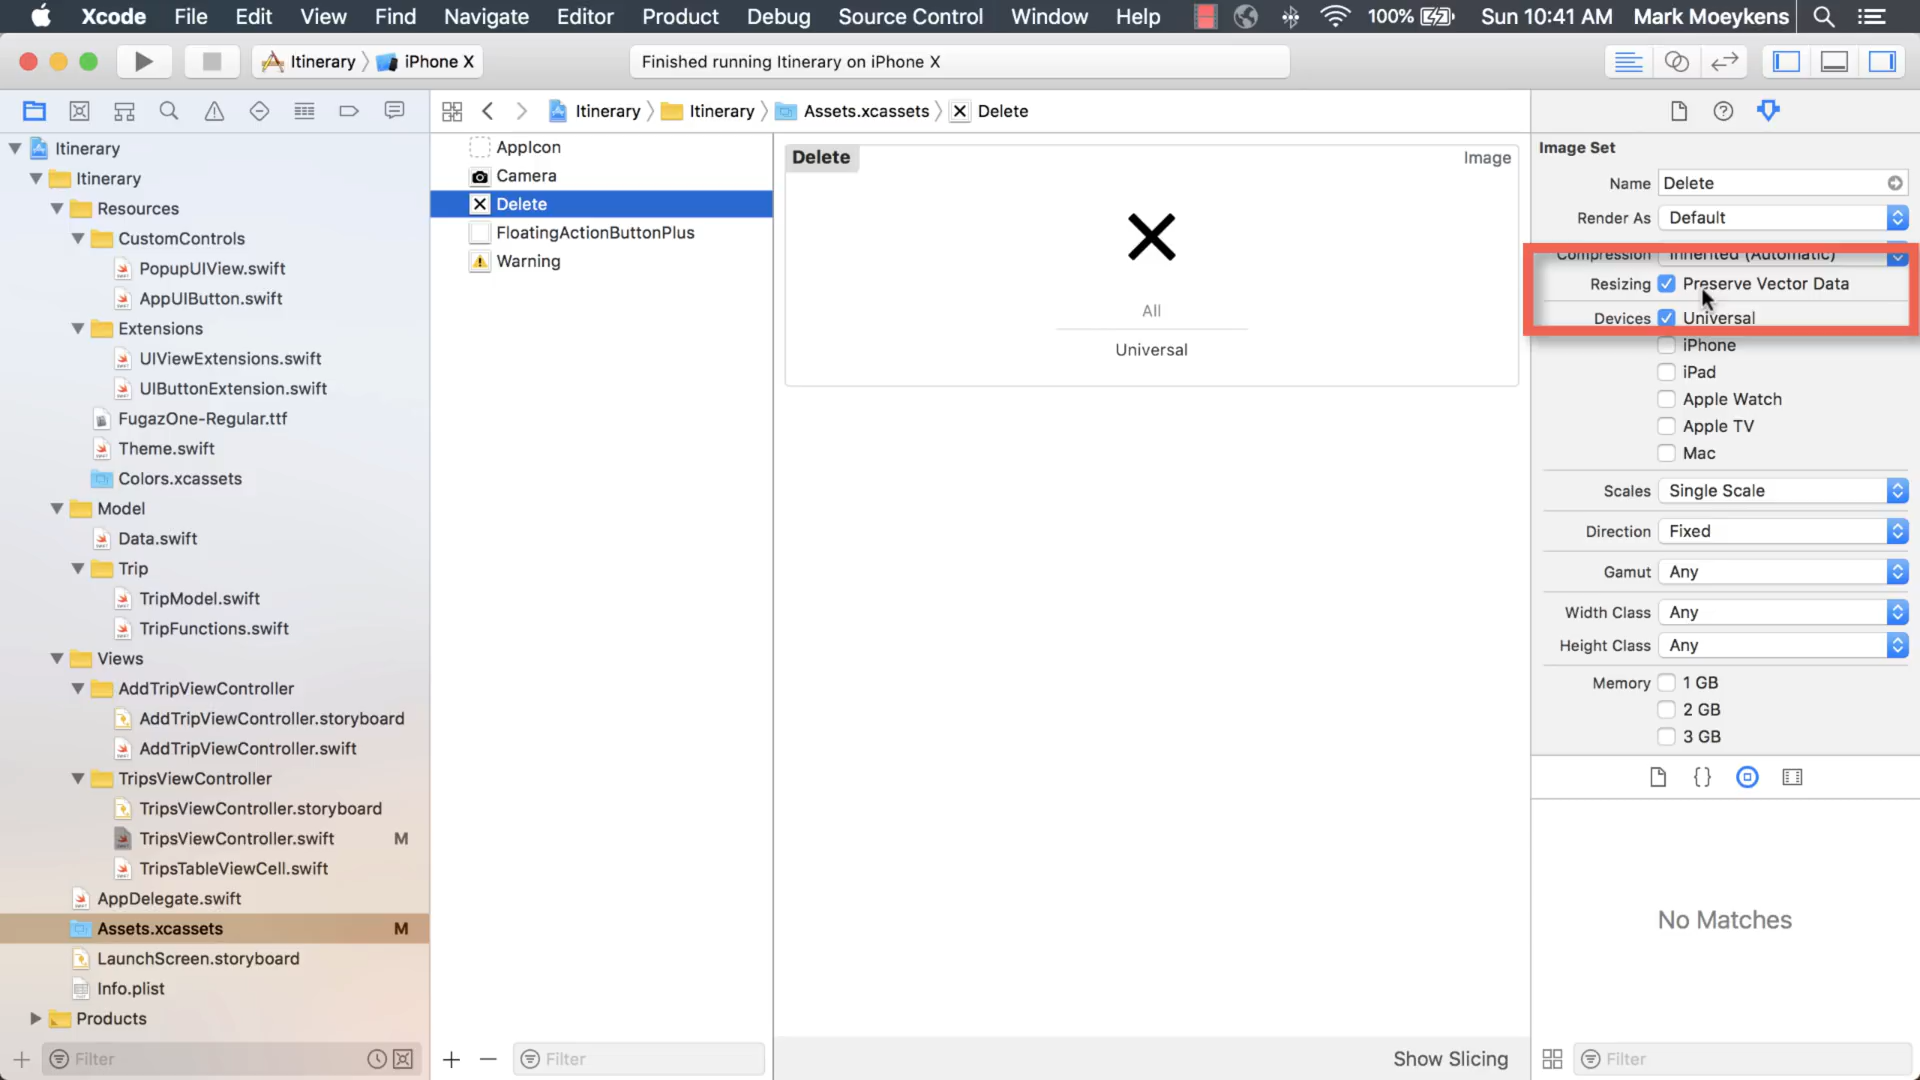 Xcode File Edit View Find Navigate Editor Product Debug Source Control Window Help 100% Sun 10:41 AM Mark Moeykens
Itinerary iPhone X Finished running Itinerary on iPhone X
Itinerary Itinerary Assets.xcassets Delete
Itinerary
Itinerary
Resources
CustomControls
PopupUIView.swift
AppUIButton.swift
Extensions
UIViewExtensions.swift
UIButtonExtension.swift
FugazOne-Regular.ttf
Theme.swift
Colors.xcassets
Model
Data.swift
Trip
TripModel.swift
TripFunctions.swift
Views
AddTripViewController
AddTripViewController.storyboard
AddTripViewController.swift
TripsViewController
TripsViewController.storyboard
TripsViewController.swift M
TripsTableViewCell.swift
AppDelegate.swift
Assets.xcassets M
LaunchScreen.storyboard
Info.plist
Products
Filter
AppIcon
Camera
Delete
FloatingActionButtonPlus
Warning
Filter
Delete Image
All
Universal
Show Slicing
Image Set
Name Delete
Render As Default
Compression Inherited (Automatic)
Resizing Preserve Vector Data
Devices Universal
iPhone
iPad
Apple Watch
Apple TV
Mac
Scales Single Scale
Direction Fixed
Gamut Any
Width Class Any
Height Class Any
Memory 1 GB
2 GB
3 GB
{}
No Matches
Filter